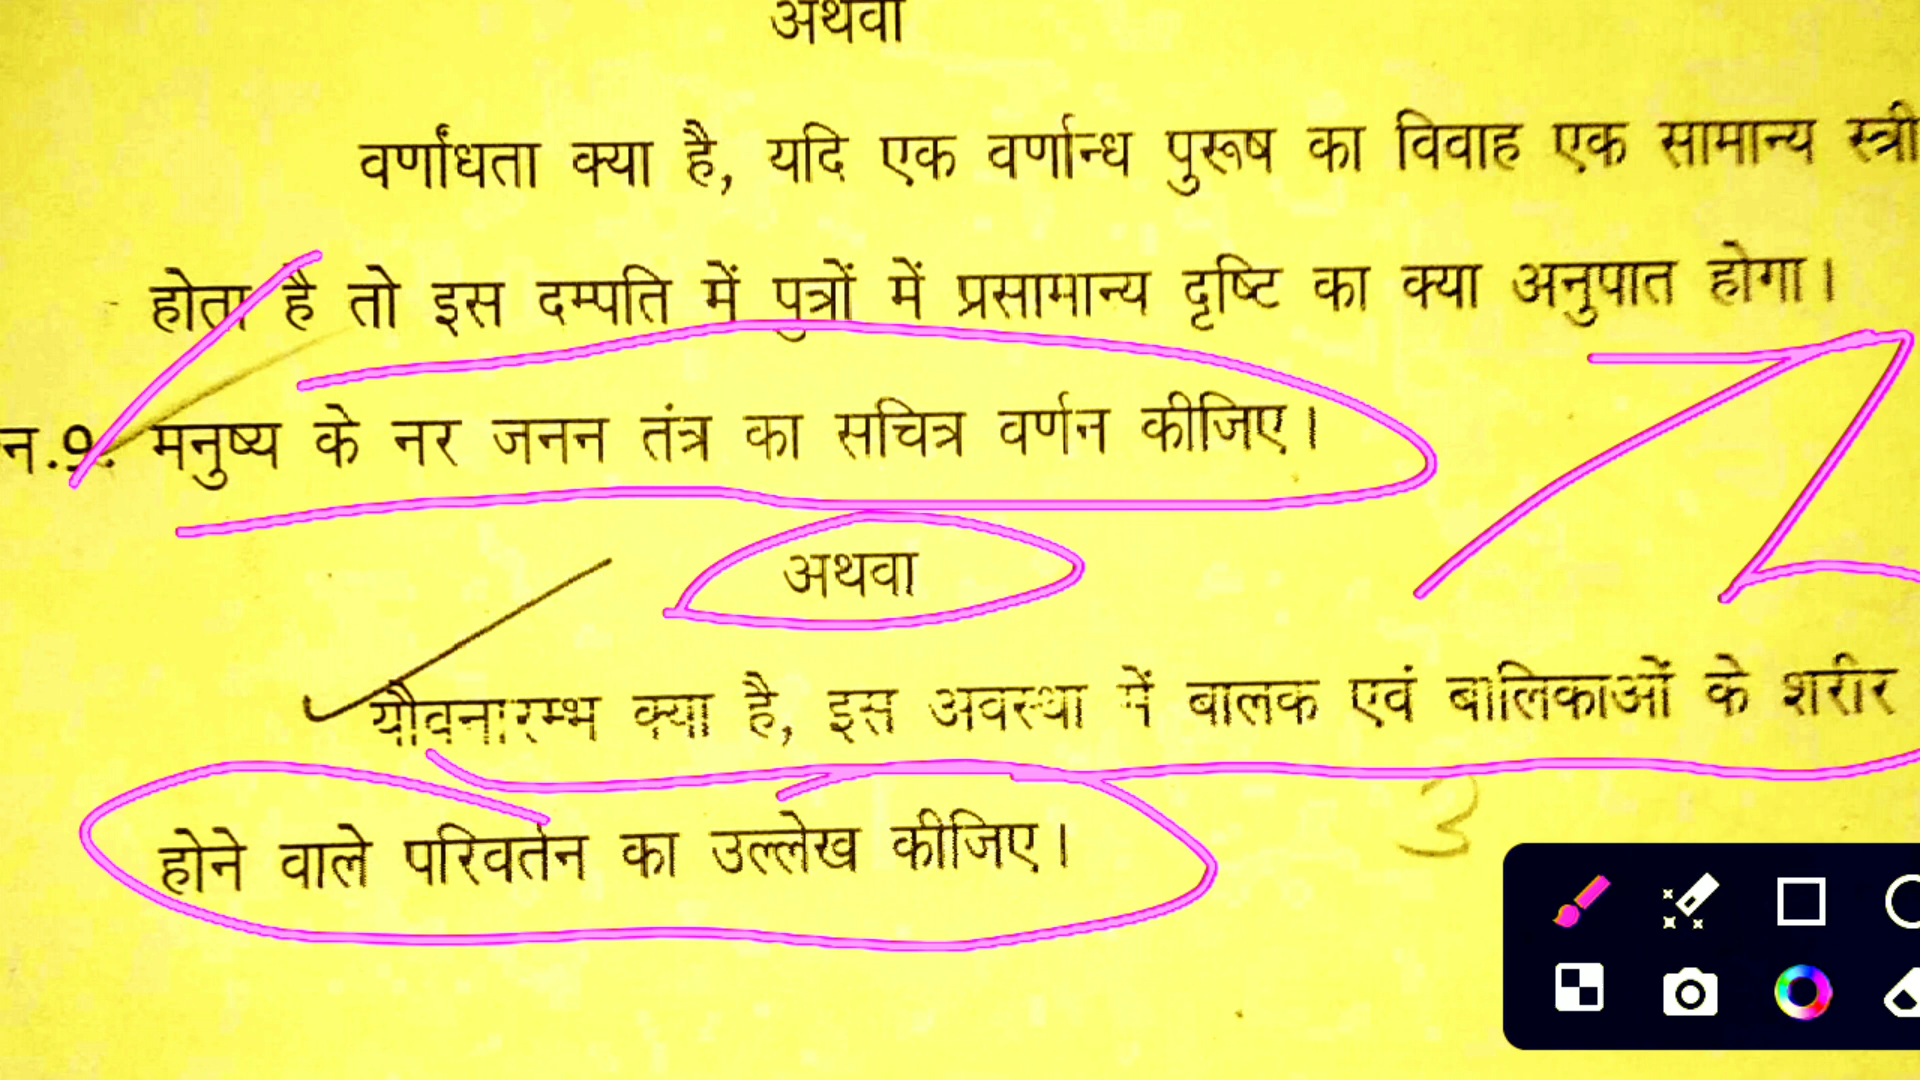 अथवा
वर्णांधता क्या है, यदि एक वर्णान्ध पुरूष का विवाह एक सामान्य स्त्री
होता है तो इस दम्पति में पुत्रों में प्रसामान्य दृष्टि का क्या अनुपात होगा।
न.9. मनुष्य के नर जनन तंत्र का सचित्र वर्णन कीजिए।
अथवा
यौवनारम्भ क्या है, इस अवस्था में बालक एवं बालिकाओं के शरीर
3
होने वाले परिवर्तन का उल्लेख कीजिए।